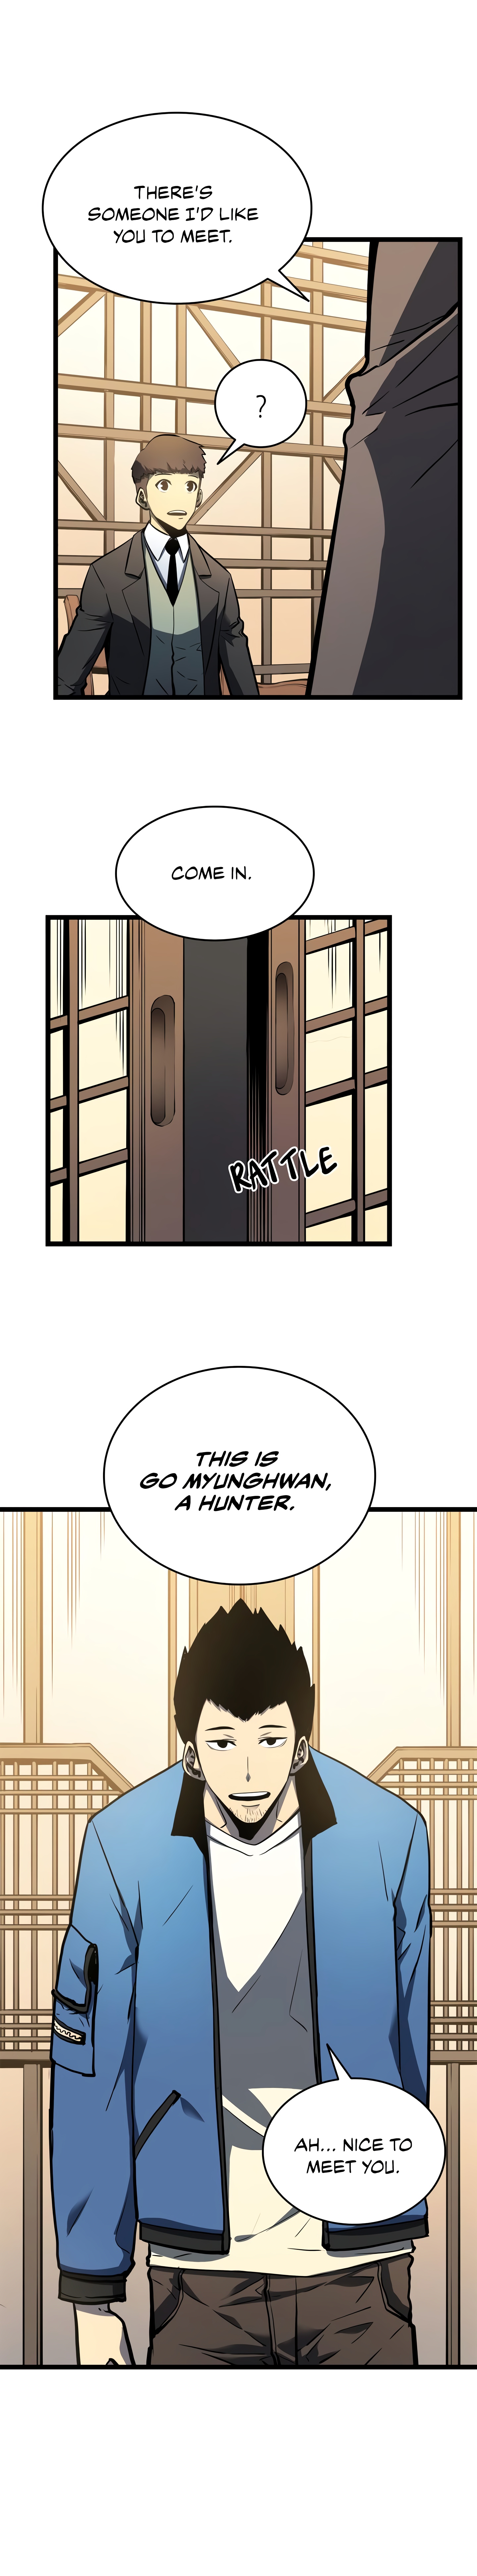 THERE'S
SOMEONE I'D LIKE
YOU TO MEET.
?
COME IN.
RATTLE
THIS IS
GO MYUNGHWAN,
A HUNTER.
AH... NICE TO
MEET YOU.